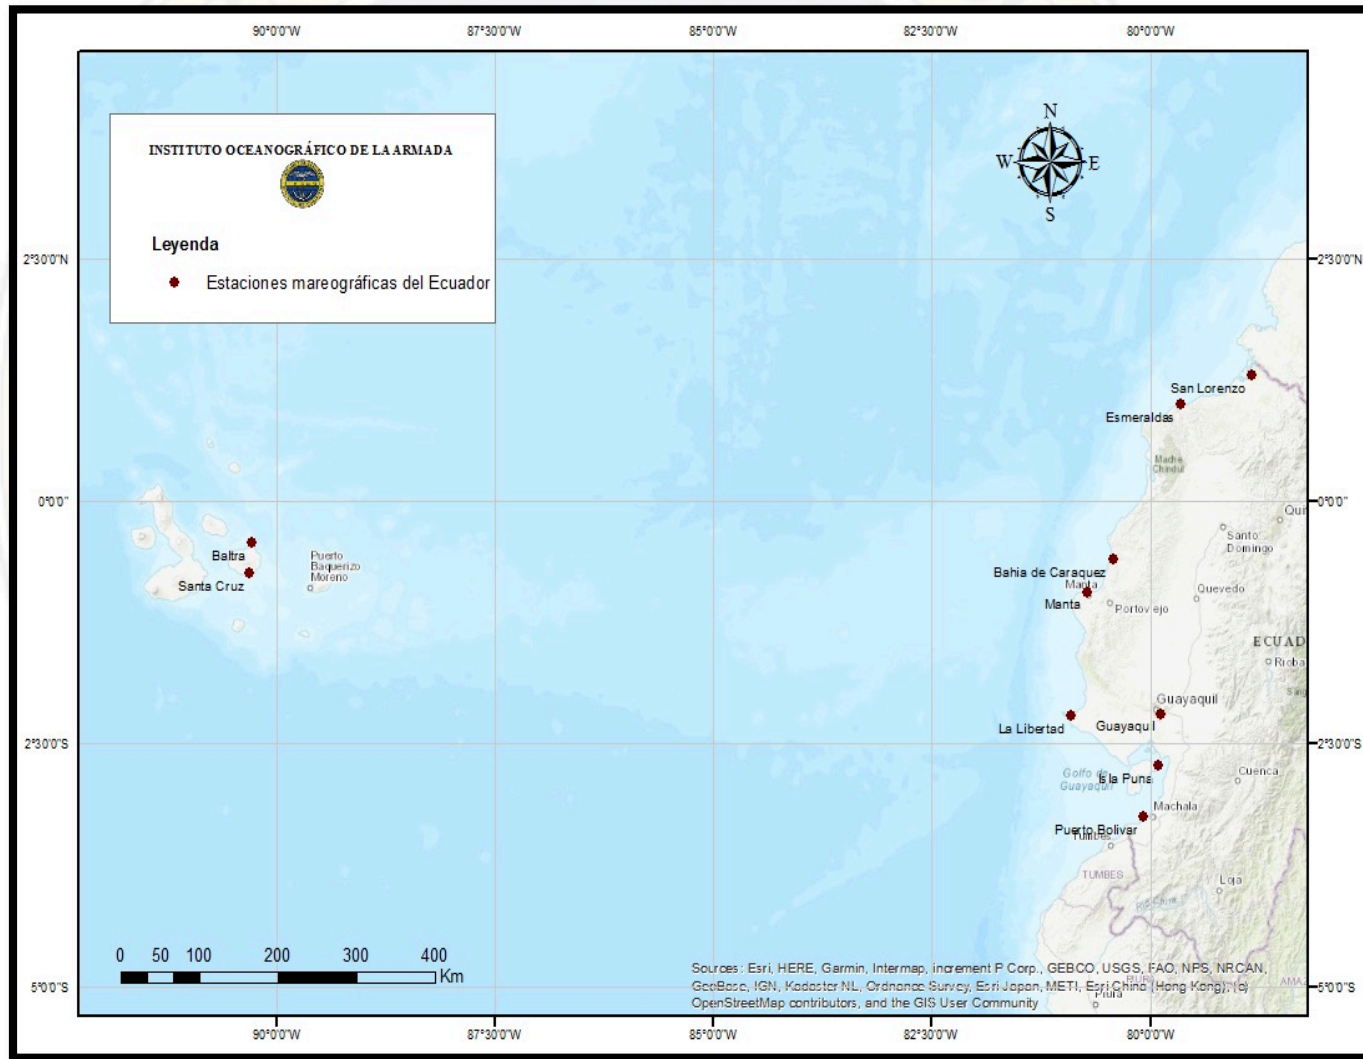 90°0'0"W
87°30'0"W
85°0'0"W
82°30'0"W
80°0'0"W
N
W
E
S
INSTITUTO OCEANOGRÁFICO DE LA ARMADA
Leyenda
Estaciones mareográficas del Ecuador
2°30'0"N
2°30'0"N
San Lorenzo
Esmeraldas
Mache
Chindul
0°0'0"
0°0'0"
Santo
Domingo
Baltra
Santa Cruz
Puerto
Baquerizo
Moreno
Bahia de Caraquez
Manta
Manta
Portoviejo
Quevedo
ECUAD
Rioba
Guayaquil
Guayaquil
La Libertad
2°30'0"S
2°30'0"S
Golfo de
Guayaquil
Isla Puna
Cuenca
Machala
Puerto Bolivar
Tumbes
TUMBES
Loja
0 50 100 200 300 400
Km
Sources: Esri, HERE, Garmin, Intermap, increment P Corp., GEBCO, USGS, FAO, NPS, NRCAN,
GeoBase, IGN, Kadaster NL, Ordnance Survey, Esri Japan, METI, Esri China (Hong Kong), (c)
OpenStreetMap contributors, and the GIS User Community
Piura
5°0'0"S
5°0'0"S
90°0'0"W
87°30'0"W
85°0'0"W
82°30'0"W
80°0'0"W